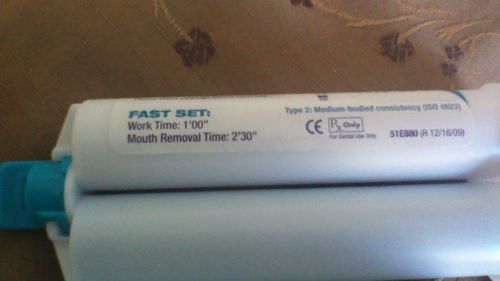 FAST SET:
Work Time: 1'00"
Mouth Removal Time: 2'30"
Type 2: Medium-bodied consistency (ISO 4823)
CE Rx Only
For Dental Use Only
51E880 (R 12/16/09)